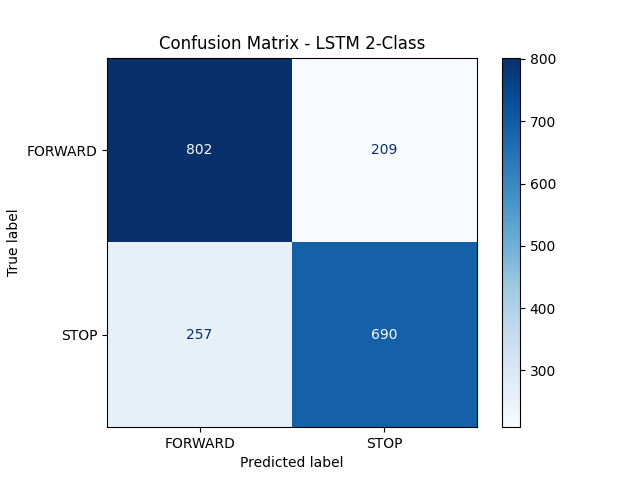 Confusion Matrix - LSTM 2-Class
800
700
600
500
400
300
True label
FORWARD
802
209
STOP
257
690
FORWARD
STOP
Predicted label